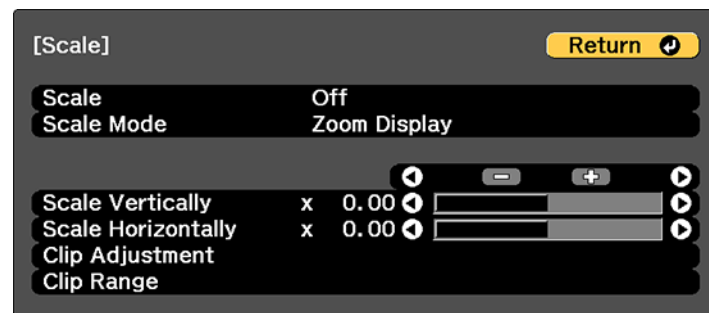 [Scale] Return
Scale Off
Scale Mode Zoom Display
- +
Scale Vertically x 0.00
Scale Horizontally x 0.00
Clip Adjustment
Clip Range